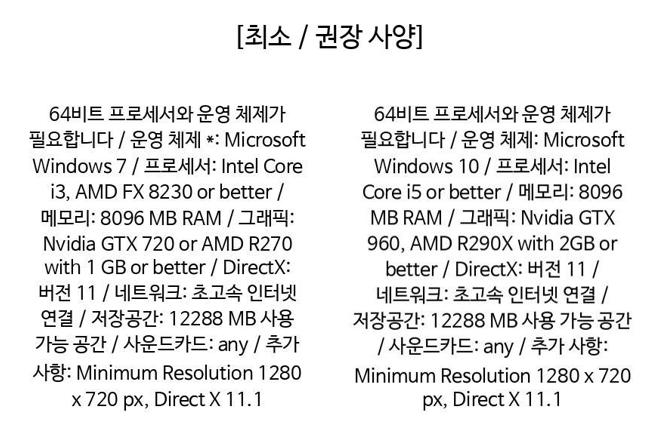 [최소 / 권장 사양]
64비트 프로세서와 운영 체제가
필요합니다 / 운영 체제 *: Microsoft
Windows 7 / 프로세서: Intel Core
i3, AMD FX 8230 or better /
메모리: 8096 MB RAM / 그래픽:
Nvidia GTX 720 or AMD R270
with 1 GB or better / DirectX:
버전 11 / 네트워크: 초고속 인터넷
연결 / 저장공간: 12288 MB 사용
가능 공간 / 사운드카드: any / 추가
사항: Minimum Resolution 1280
x 720 px, Direct X 11.1
64비트 프로세서와 운영 체제가
필요합니다 / 운영 체제: Microsoft
Windows 10 / 프로세서: Intel
Core i5 or better / 메모리: 8096
MB RAM / 그래픽: Nvidia GTX
960, AMD R290X with 2GB or
better / DirectX: 버전 11 /
네트워크: 초고속 인터넷 연결 /
저장공간: 12288 MB 사용 가능 공간
/ 사운드카드: any / 추가 사항:
Minimum Resolution 1280 x 720
px, Direct X 11.1